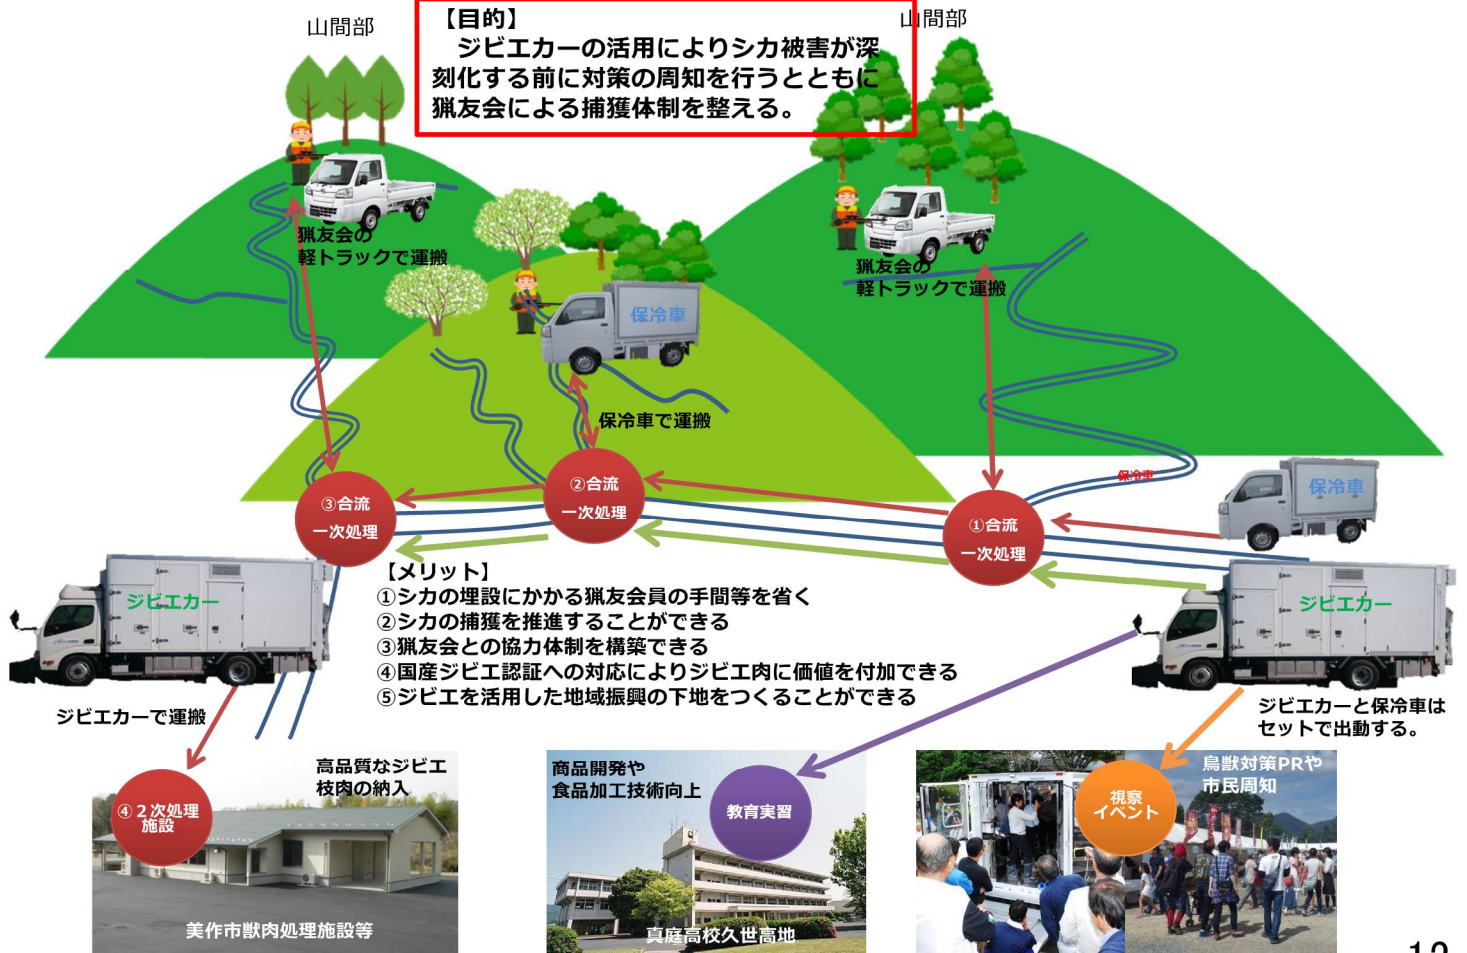 山間部
【目的】
ジビエカーの活用によりシカ被害が深
刻化する前に対策の周知を行うとともに
猟友会による捕獲体制を整える。
山間部
猟友会の
軽トラックで運搬
猟友会の
軽トラックで運搬
保冷車
保冷車で運搬
保冷車
保冷車
③合流
一次処理
②合流
一次処理
①合流
一次処理
ジビエカー
ジビエカー
【メリット】
①シカの埋設にかかる猟友会員の手間等を省く
②シカの捕獲を推進することができる
③猟友会との協力体制を構築できる
④国産ジビエ認証への対応によりジビエ肉に価値を付加できる
⑤ジビエを活用した地域振興の下地をつくることができる
ジビエカーで運搬
ジビエカーと保冷車は
セットで出動する。
高品質なジビエ
枝肉の納入
④2次処理
施設
美作市獣肉処理施設等
商品開発や
食品加工技術向上
教育実習
真庭高校久世高地
視察
イベント
鳥獣対策PRや
市民周知